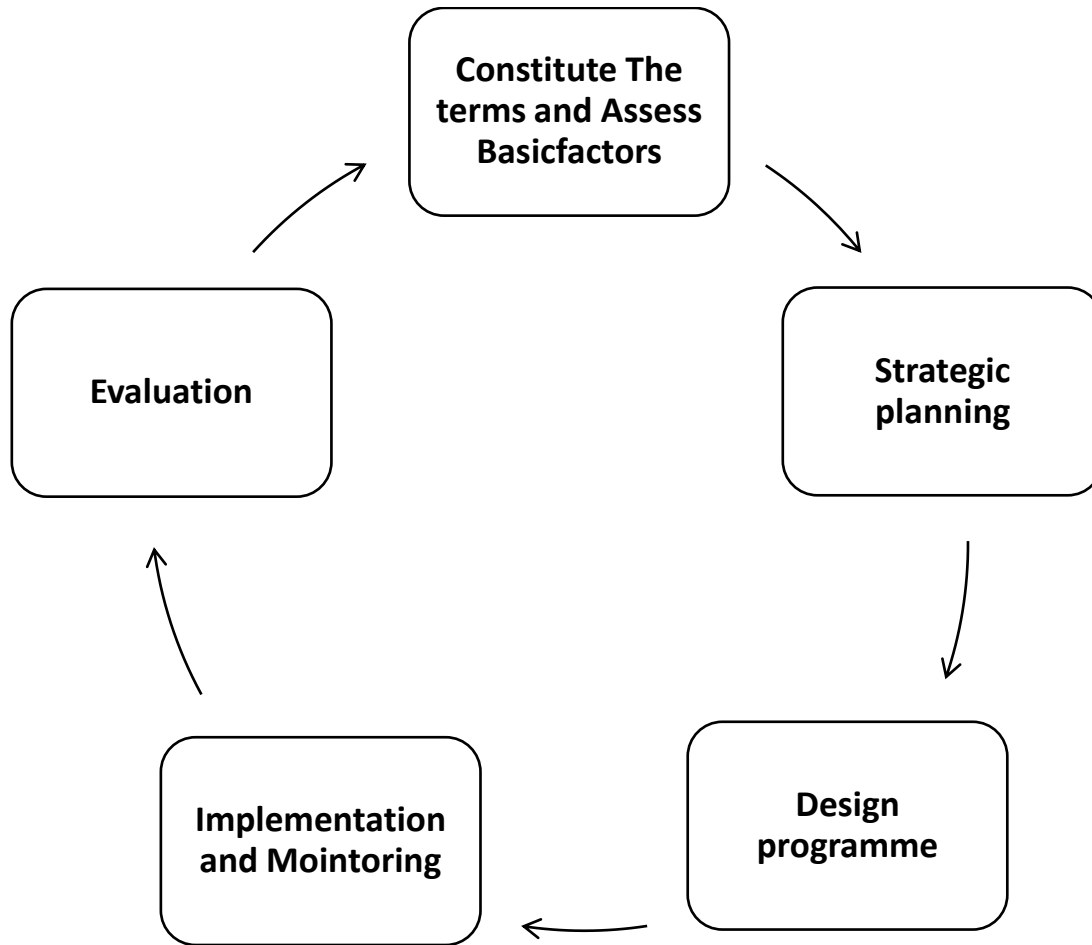 Constitute The
terms and Assess
Basicfactors
Strategic
planning
Design
programme
Implementation
and Mointoring
Evaluation